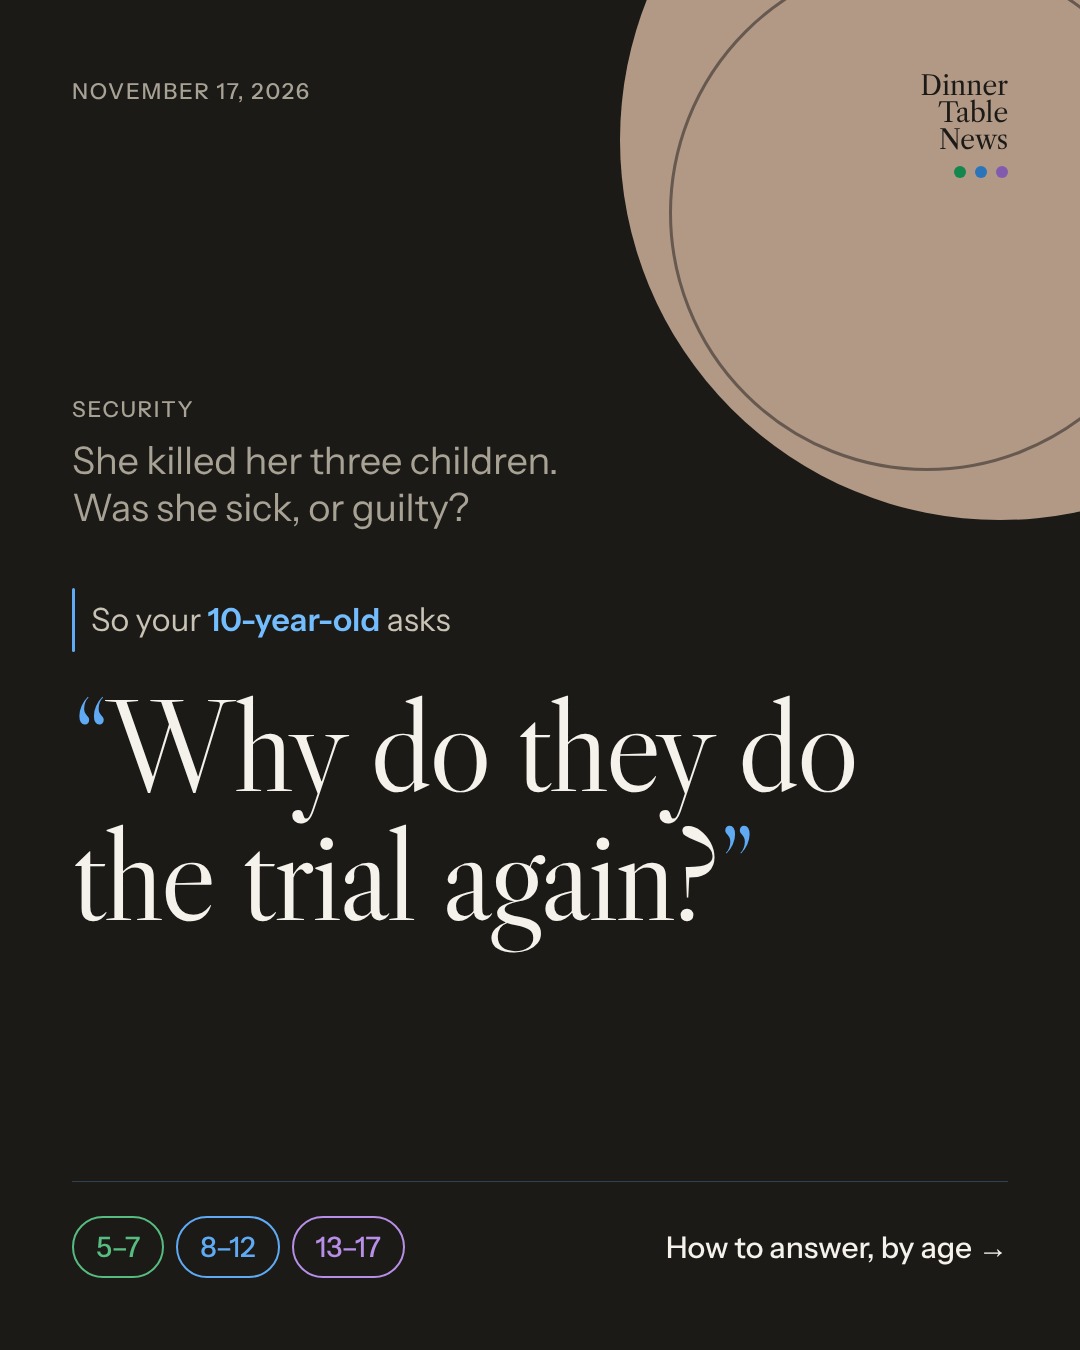 NOVEMBER 17, 2026
Dinner
Table
News
SECURITY
She killed her three children.
Was she sick, or guilty?
So your 10-year-old asks
“Why do they do
the trial again?”
5–7
8–12
13–17
How to answer, by age →